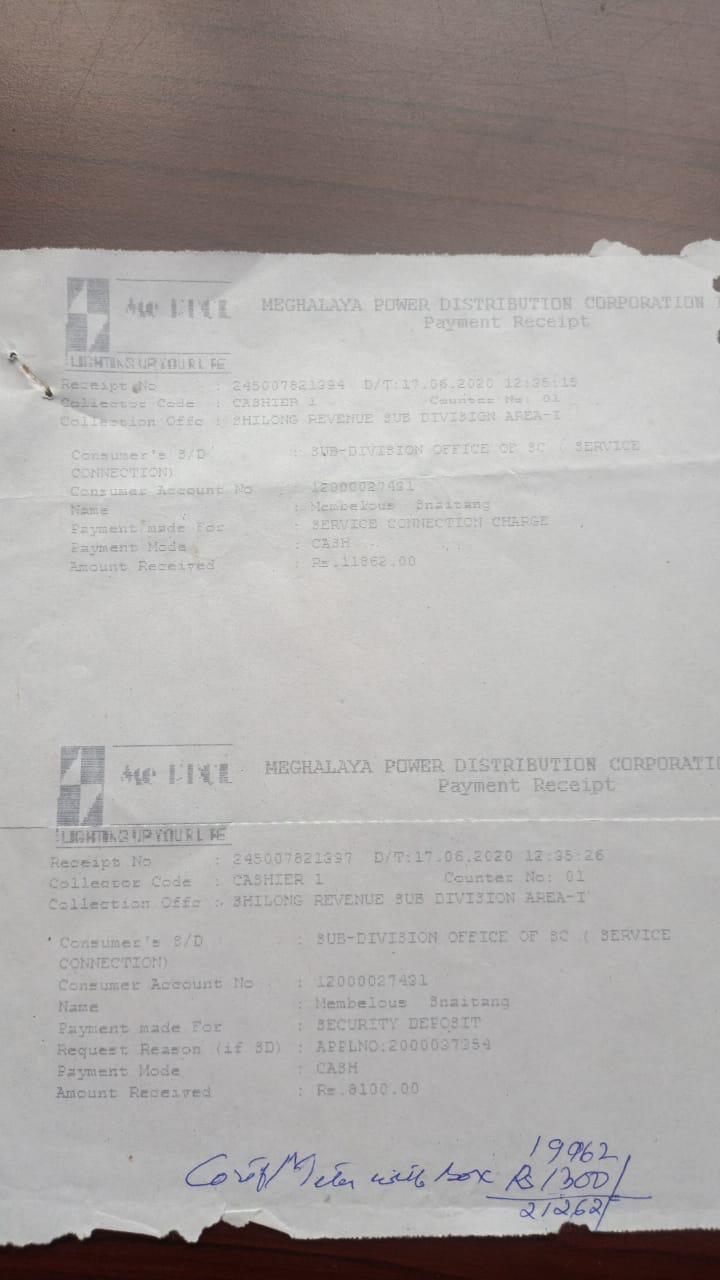 MePDCL MEGHALAYA POWER DISTRIBUTION CORPORATION
Payment Receipt
LIGHTING UP YOUR LIFE
Receipt No : 245007821394 D/T:17.06.2020 12:35:15
Collector Code : CASHIER 1 Counter No: 01
Collection Offc : SHILONG REVENUE SUB DIVISION AREA-I
Consumer's S/D : SUB-DIVISION OFFICE OF SC ( SERVICE
CONNECTION)
Consumer Account No : 12000027431
Name : Membelous Snaitang
Payment made For : SERVICE CONNECTION CHARGE
Payment Mode : CASH
Amount Received : Rs.11862.00
MePDCL MEGHALAYA POWER DISTRIBUTION CORPORATI
Payment Receipt
LIGHTING UP YOUR LIFE
Receipt No : 245007821397 D/T:17.06.2020 12:35:26
Collector Code : CASHIER 1 Counter No: 01
Collection Offc : SHILONG REVENUE SUB DIVISION AREA-I
Consumer's S/D : SUB-DIVISION OFFICE OF SC ( SERVICE
CONNECTION)
Consumer Account No : 12000027431
Name : Membelous Snaitang
Payment made For : SECURITY DEPOSIT
Request Reason (if SD) : APPLNO:2000037354
Payment Mode : CASH
Amount Received : Rs.8100.00
19962
Meter with box Rs 1300/
21262/